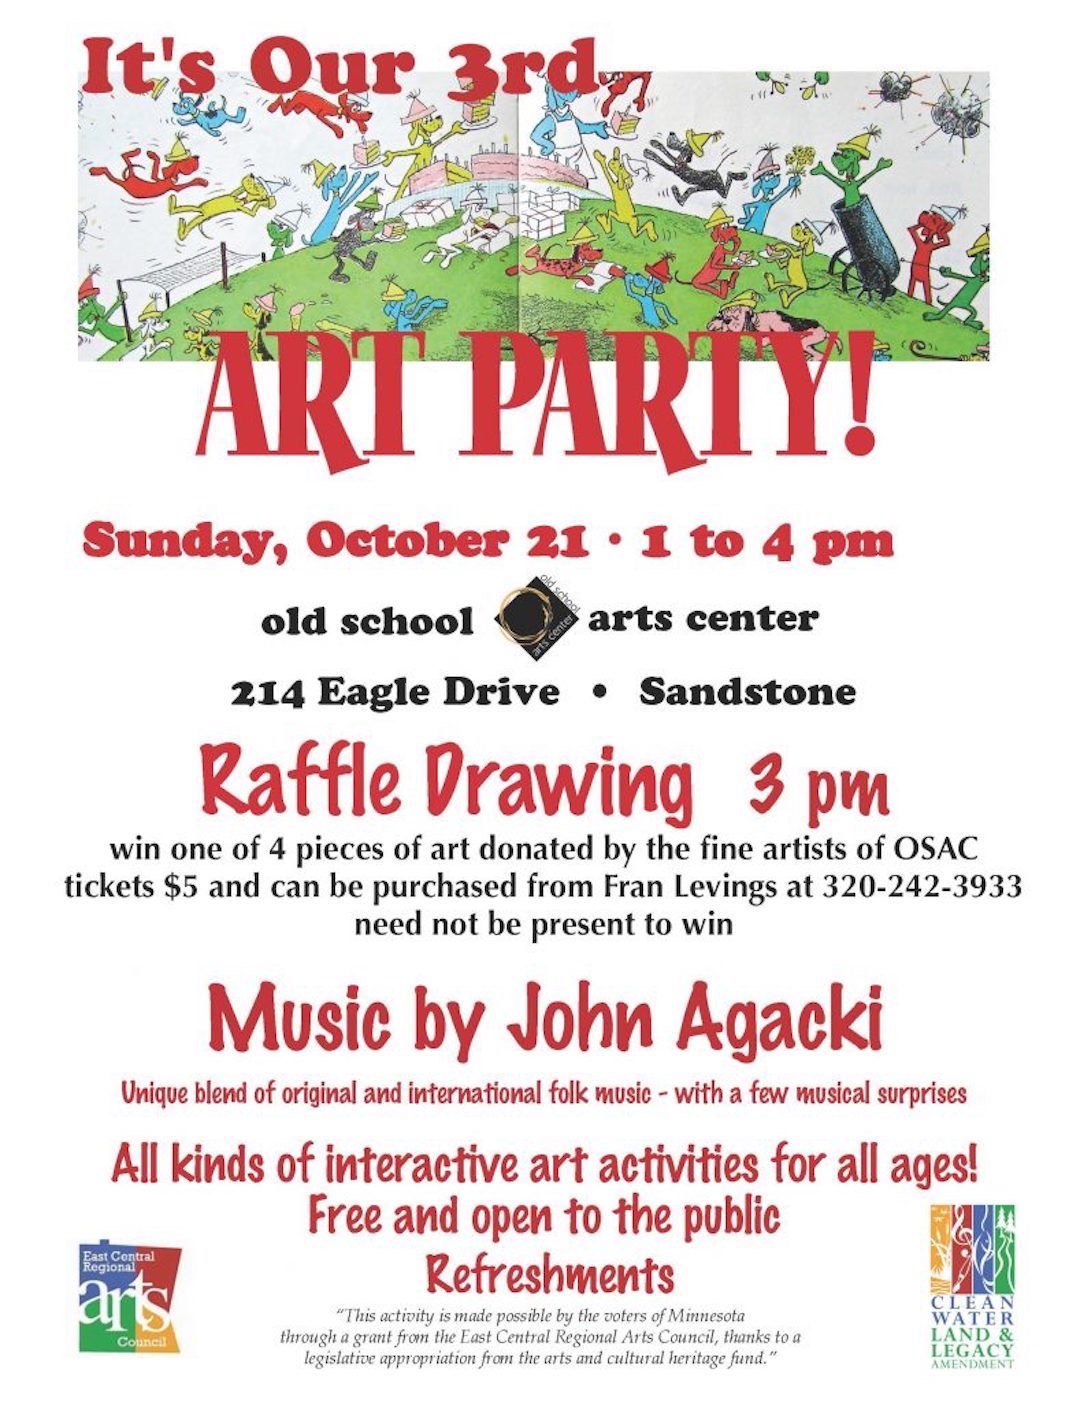 It's Our 3rd
ART PARTY!
Sunday, October 21 • 1 to 4 pm
old school arts center
old school
arts center
214 Eagle Drive • Sandstone
Raffle Drawing 3 pm
win one of 4 pieces of art donated by the fine artists of OSAC
tickets $5 and can be purchased from Fran Levings at 320-242-3933
need not be present to win
Music by John Agacki
Unique blend of original and international folk music - with a few musical surprises
All kinds of interactive art activities for all ages!
Free and open to the public
Refreshments
"This activity is made possible by the voters of Minnesota
through a grant from the East Central Regional Arts Council, thanks to a
legislative appropriation from the arts and cultural heritage fund."
East Central
Regional
arts
Council
CLEAN
WATER
LAND &
LEGACY
AMENDMENT